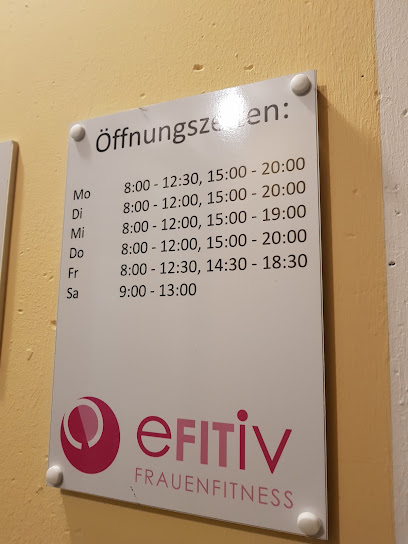 Öffnungszeiten:
Mo 8:00 - 12:30, 15:00 - 20:00
Di 8:00 - 12:00, 15:00 - 20:00
Mi 8:00 - 12:00, 15:00 - 19:00
Do 8:00 - 12:00, 15:00 - 20:00
Fr 8:00 - 12:30, 14:30 - 18:30
Sa 9:00 - 13:00
eFITiv
FRAUENFITNESS